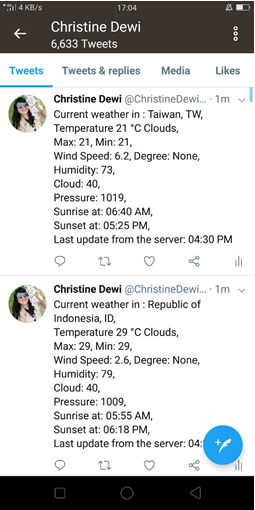 4 KB/s 17:04
Christine Dewi
6,633 Tweets
Tweets Tweets & replies Media Likes
Christine Dewi @ChristineDewi... · 1m
Current weather in : Taiwan, TW,
Temperature 21 °C Clouds,
Max: 21, Min: 21,
Wind Speed: 6.2, Degree: None,
Humidity: 73,
Cloud: 40,
Pressure: 1019,
Sunrise at: 06:40 AM,
Sunset at: 05:25 PM,
Last update from the server: 04:30 PM
Christine Dewi @ChristineDewi... · 1m
Current weather in : Republic of
Indonesia, ID,
Temperature 29 °C Clouds,
Max: 29, Min: 29,
Wind Speed: 2.6, Degree: None,
Humidity: 79,
Cloud: 40,
Pressure: 1009,
Sunrise at: 05:55 AM,
Sunset at: 06:18 PM,
Last update from the server: 04: